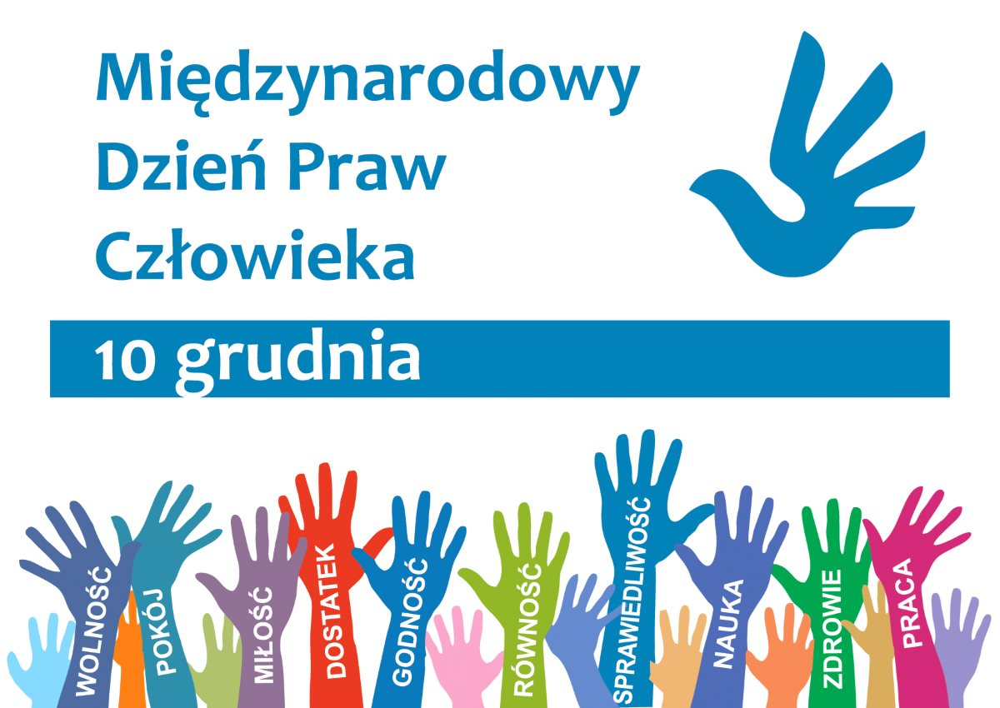 Międzynarodowy
Dzień Praw
Człowieka
10 grudnia
WOLNOŚĆ
POKÓJ
MIŁOŚĆ
DOSTATEK
GODNOŚĆ
RÓWNOŚĆ
SPRAWIEDLIWOŚĆ
NAUKA
ZDROWIE
PRACA